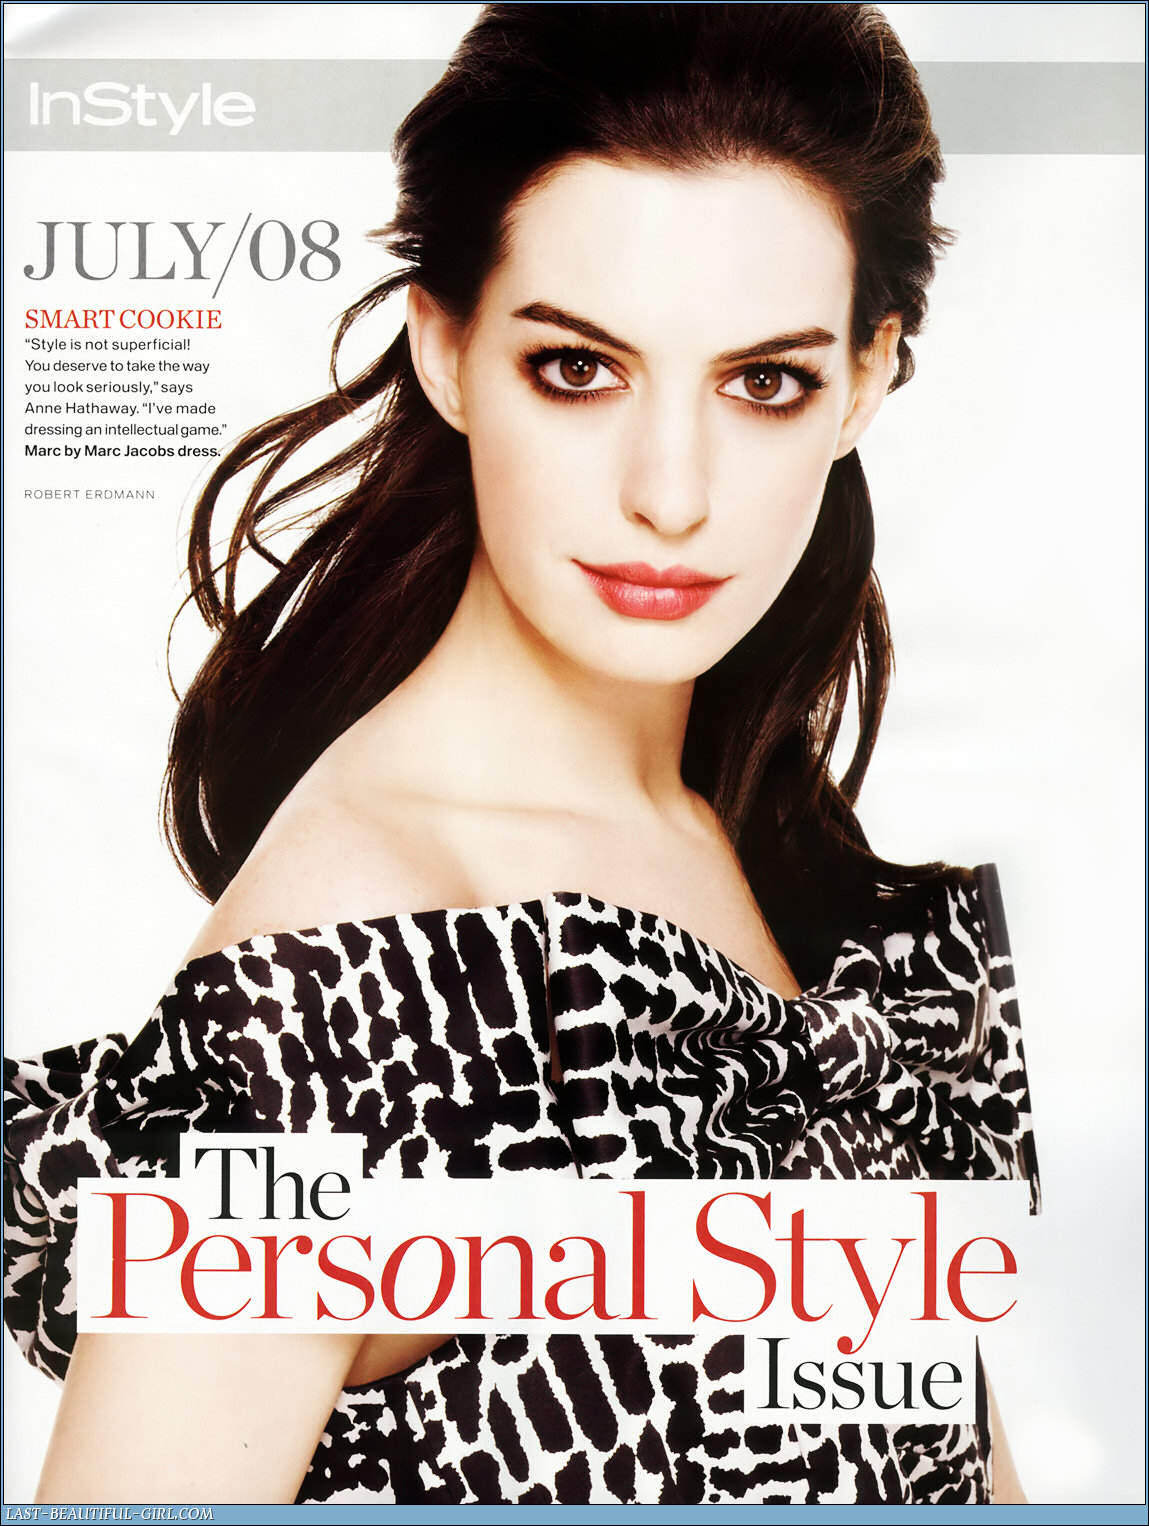 InStyle
JULY/08
SMART COOKIE
“Style is not superficial!
You deserve to take the way
you look seriously,” says
Anne Hathaway. “I’ve made
dressing an intellectual game.”
Marc by Marc Jacobs dress.
ROBERT ERDMANN
The
Personal Style
Issue
LAST-BEAUTIFUL-GIRL.COM